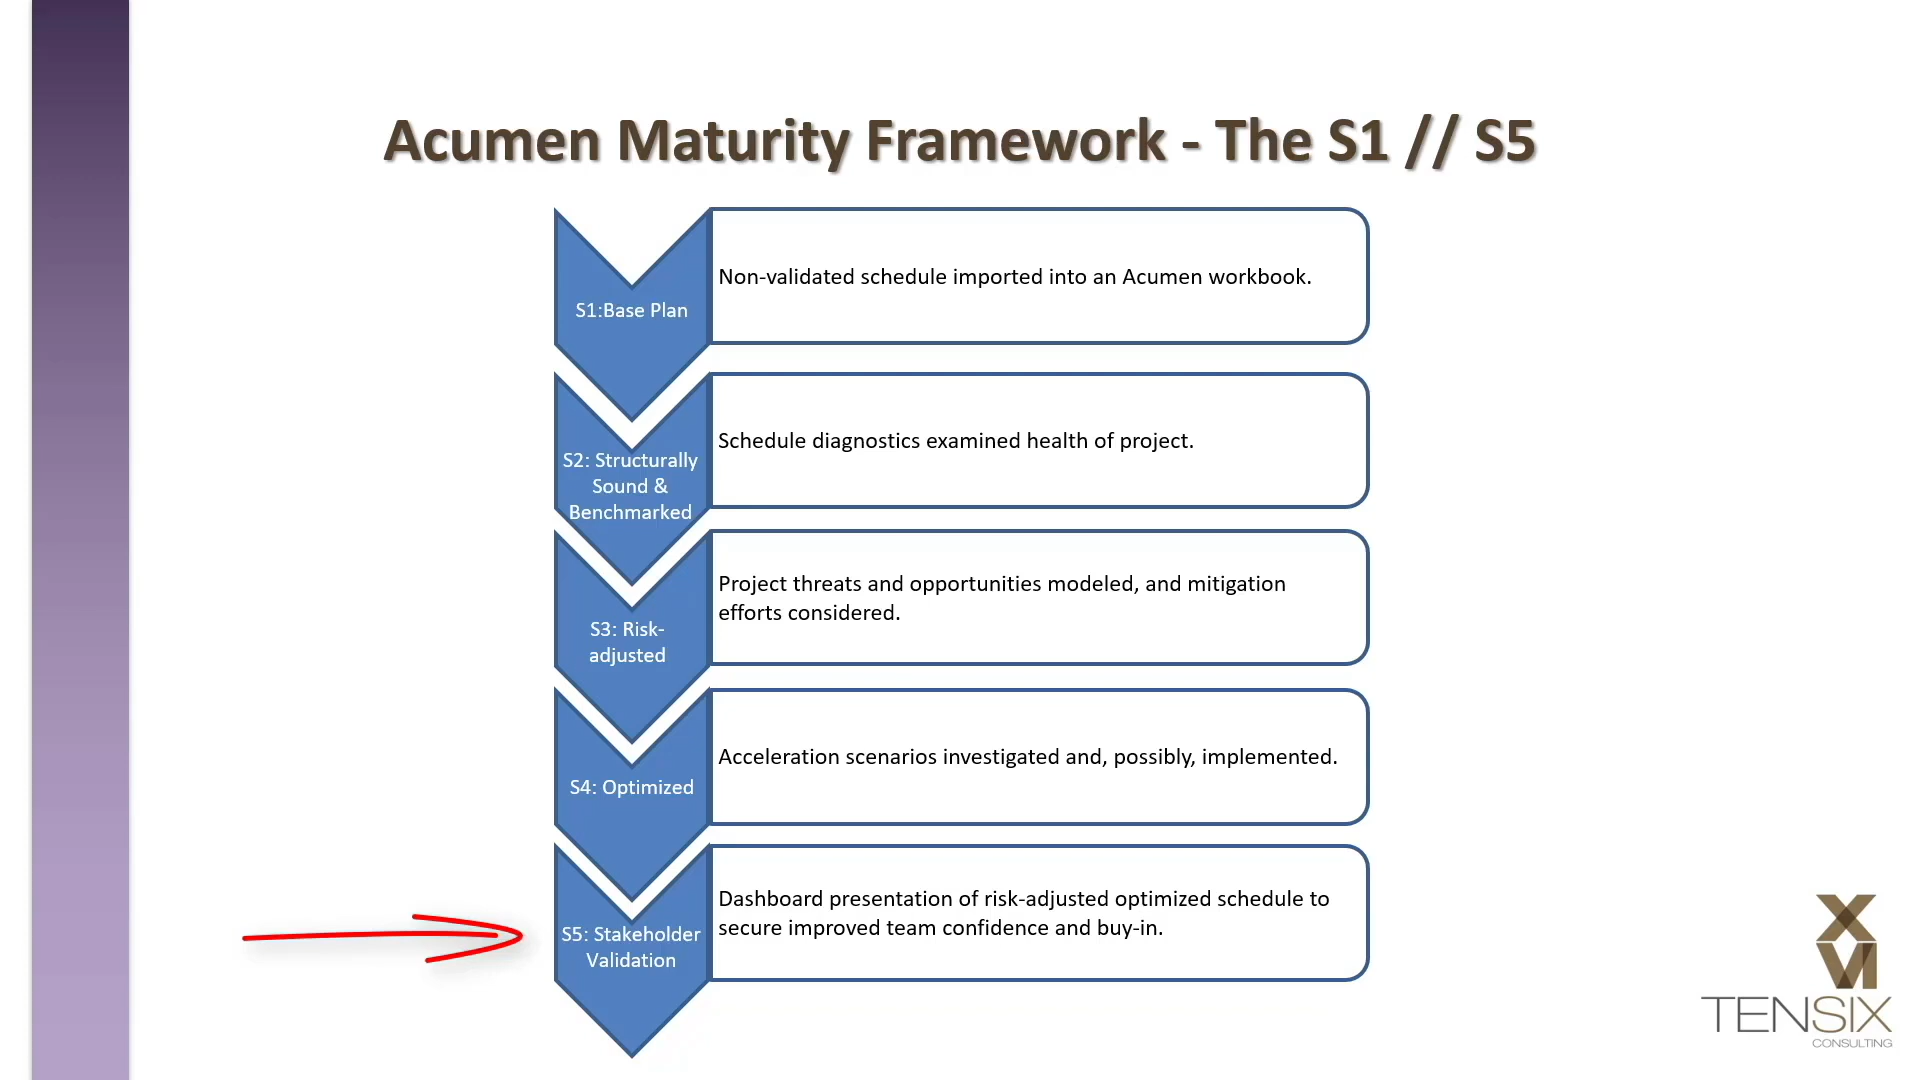 Acumen Maturity Framework - The S1 // S5
S1:Base Plan
Non-validated schedule imported into an Acumen workbook.
S2: Structurally
Sound &
Benchmarked
Schedule diagnostics examined health of project.
S3: Risk-
adjusted
Project threats and opportunities modeled, and mitigation
efforts considered.
S4: Optimized
Acceleration scenarios investigated and, possibly, implemented.
S5: Stakeholder
Validation
Dashboard presentation of risk-adjusted optimized schedule to
secure improved team confidence and buy-in.
XVI
TENSIX
CONSULTING